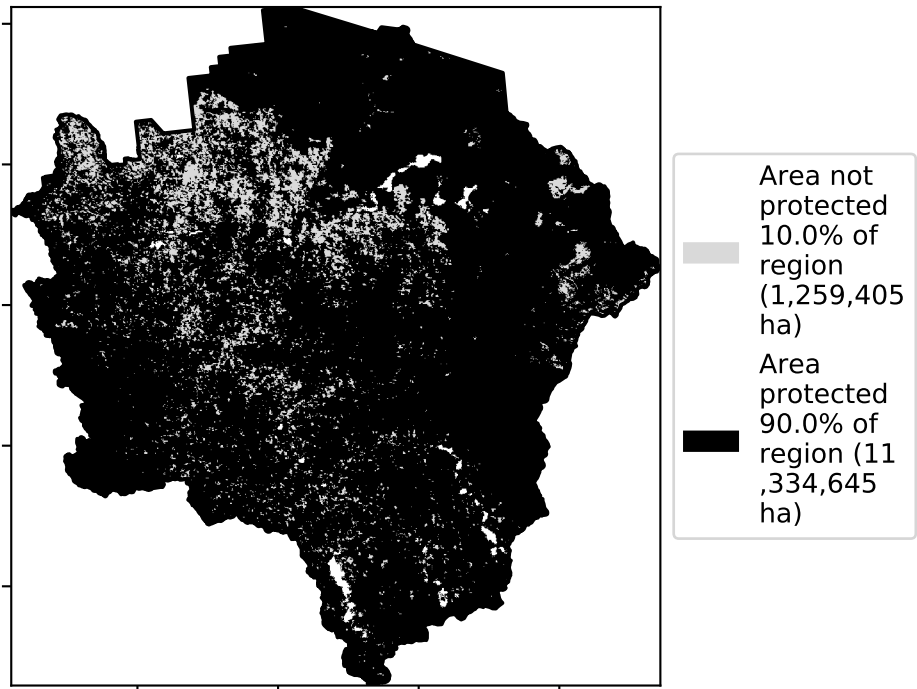 Area not
protected
10.0% of
region
(1,259,405
ha)
Area
protected
90.0% of
region (11
,334,645
ha)